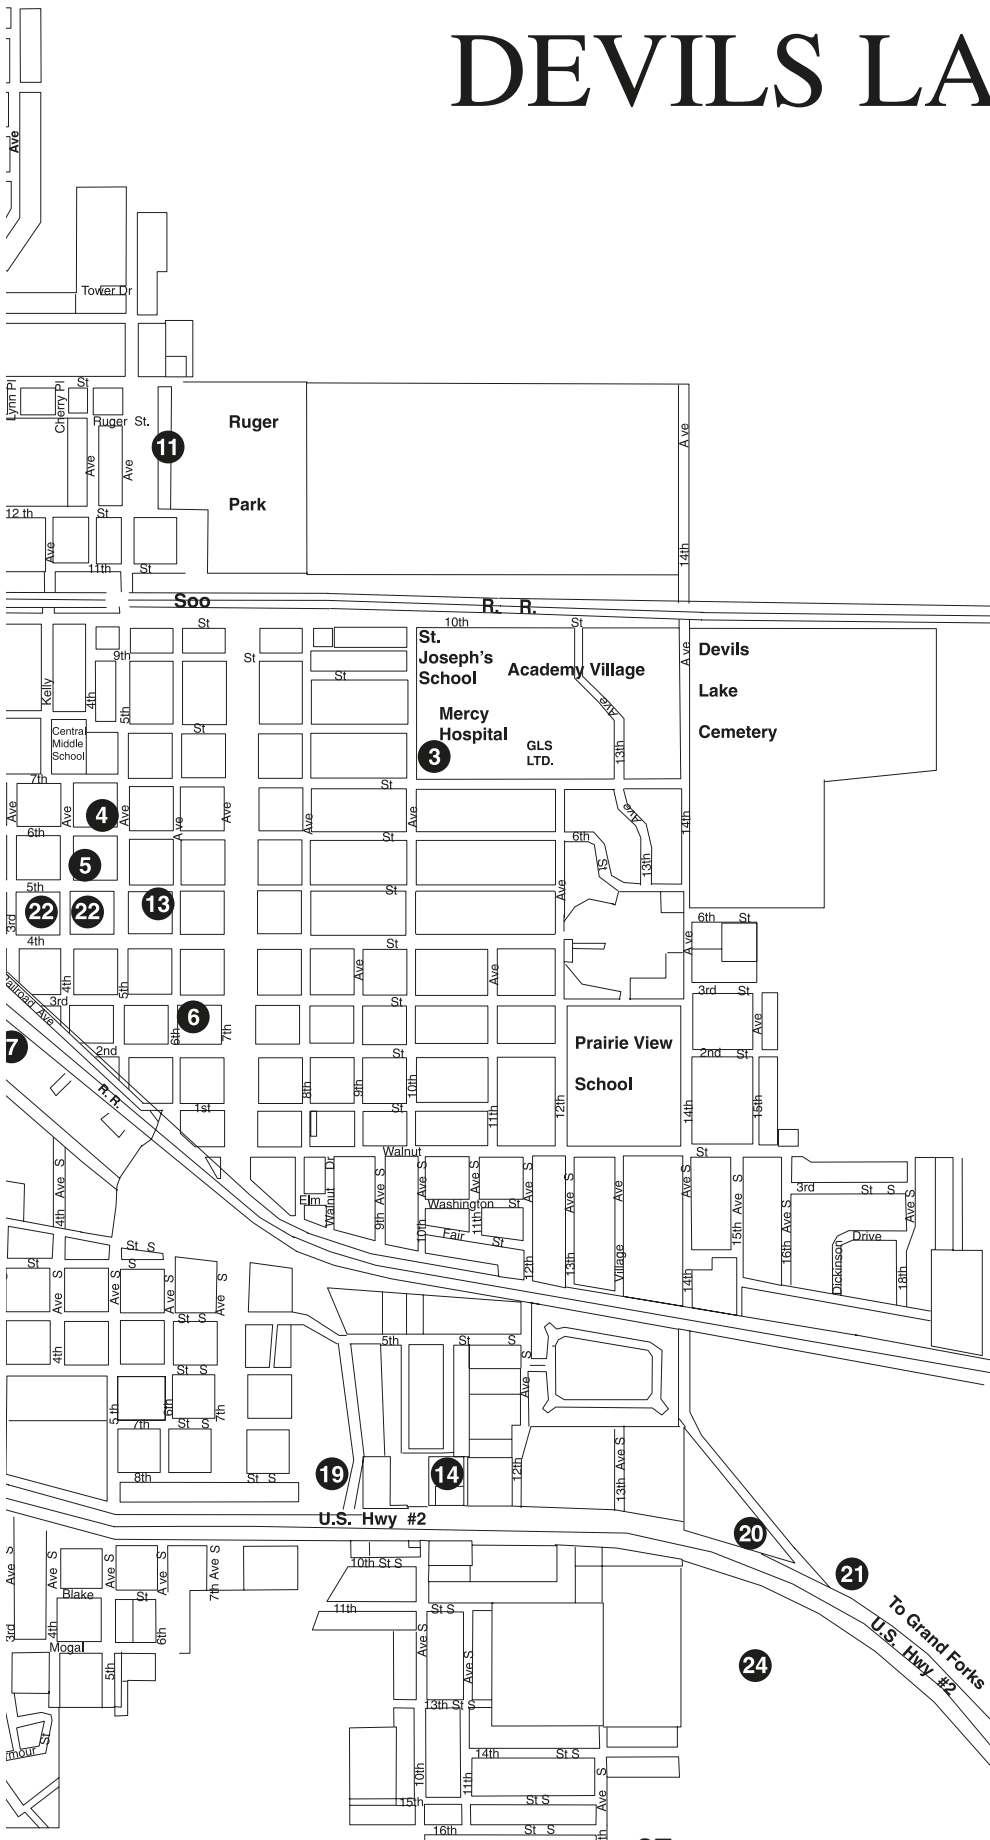 DEVILS LA
Ave
Tower Dr
Lynn Pl
Cherry Pl
St
Ruger St.
Ruger
Park
11
Ave
Ave
Ave
14th
12 th
St
Ave
11th
St
Soo
R. R.
10th
St
St
St
9th
St
St.
Joseph's
School
Academy Village
Ave
Devils
Lake
Cemetery
Kelly
4th
5th
St
Mercy
Hospital
3
GLS
LTD.
Ave
13th
Central
Middle
School
7th
St
Ave
Ave
Ave
Ave
Ave
Ave
Ave
4
6th
St
6th
St
Ave
13th
14th
5
5th
St
Ave
3rd
22
22
13
4th
St
6th
St
Ave
4th
5th
Ave
Ave
3rd
St
Railroad Ave
3rd
St
Ave
6
6th
7th
7
2nd
St
Prairie View
School
2nd
St
R. R.
8th
9th
10th
11th
12th
14th
15th
1st
St
Walnut
St
4th Ave S
Elm
Walnut Dr
9th Ave S
10th Ave S
11th Ave S
Washington St
Fair St
12th Ave S
13th Ave S
Village Ave
14th Ave S
15th Ave S
16th Ave S
3rd St S
Dickinson
Drive
18th Ave S
St S
St
S
Ave S
Ave S
Ave S
Ave S
St S
4th
5th St S
Ave S
St S
5 th
6th
7th
7th
St S
8th
St S
19
14
12th
13th Ave S
U.S. Hwy #2
20
21
To Grand Forks
U.S. Hwy #2
24
3rd Ave S
4th Ave S
Ave S
Ave S
7th Ave S
Blake
St
6th
Mogal
5th
St
10th St S
11th
St S
Ave S
Ave S
13th St S
10th
11th
14th
St S
15th
St S
Ave S
16th
St S